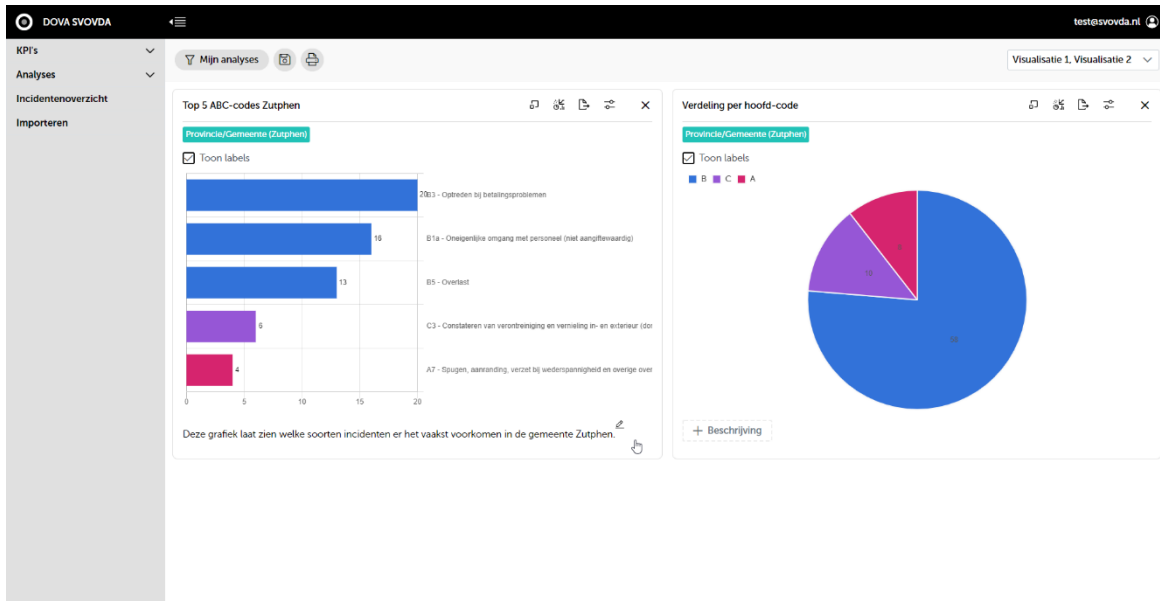 DOVA SVOVDA
test@svovda.nl
KPI's
Analyses
Incidentenoverzicht
Importeren
Mijn analyses
Visualisatie 1, Visualisatie 2
Top 5 ABC-codes Zutphen
Provincie/Gemeente (Zutphen)
Toon labels
20
B3 - Optreden bij betalingsproblemen
16
B1a - Oneigenlijke omgang met personeel (niet aangiftewaardig)
13
B5 - Overlast
6
C3 - Constateren van verontreiniging en vernieling in- en exterieur (dor
4
A7 - Spugen, aanranding, verzet bij wederspannigheid en overige over
0 5 10 15 20
Deze grafiek laat zien welke soorten incidenten er het vaakst voorkomen in de gemeente Zutphen.
Verdeling per hoofd-code
Provincie/Gemeente (Zutphen)
Toon labels
B C A
+ Beschrijving